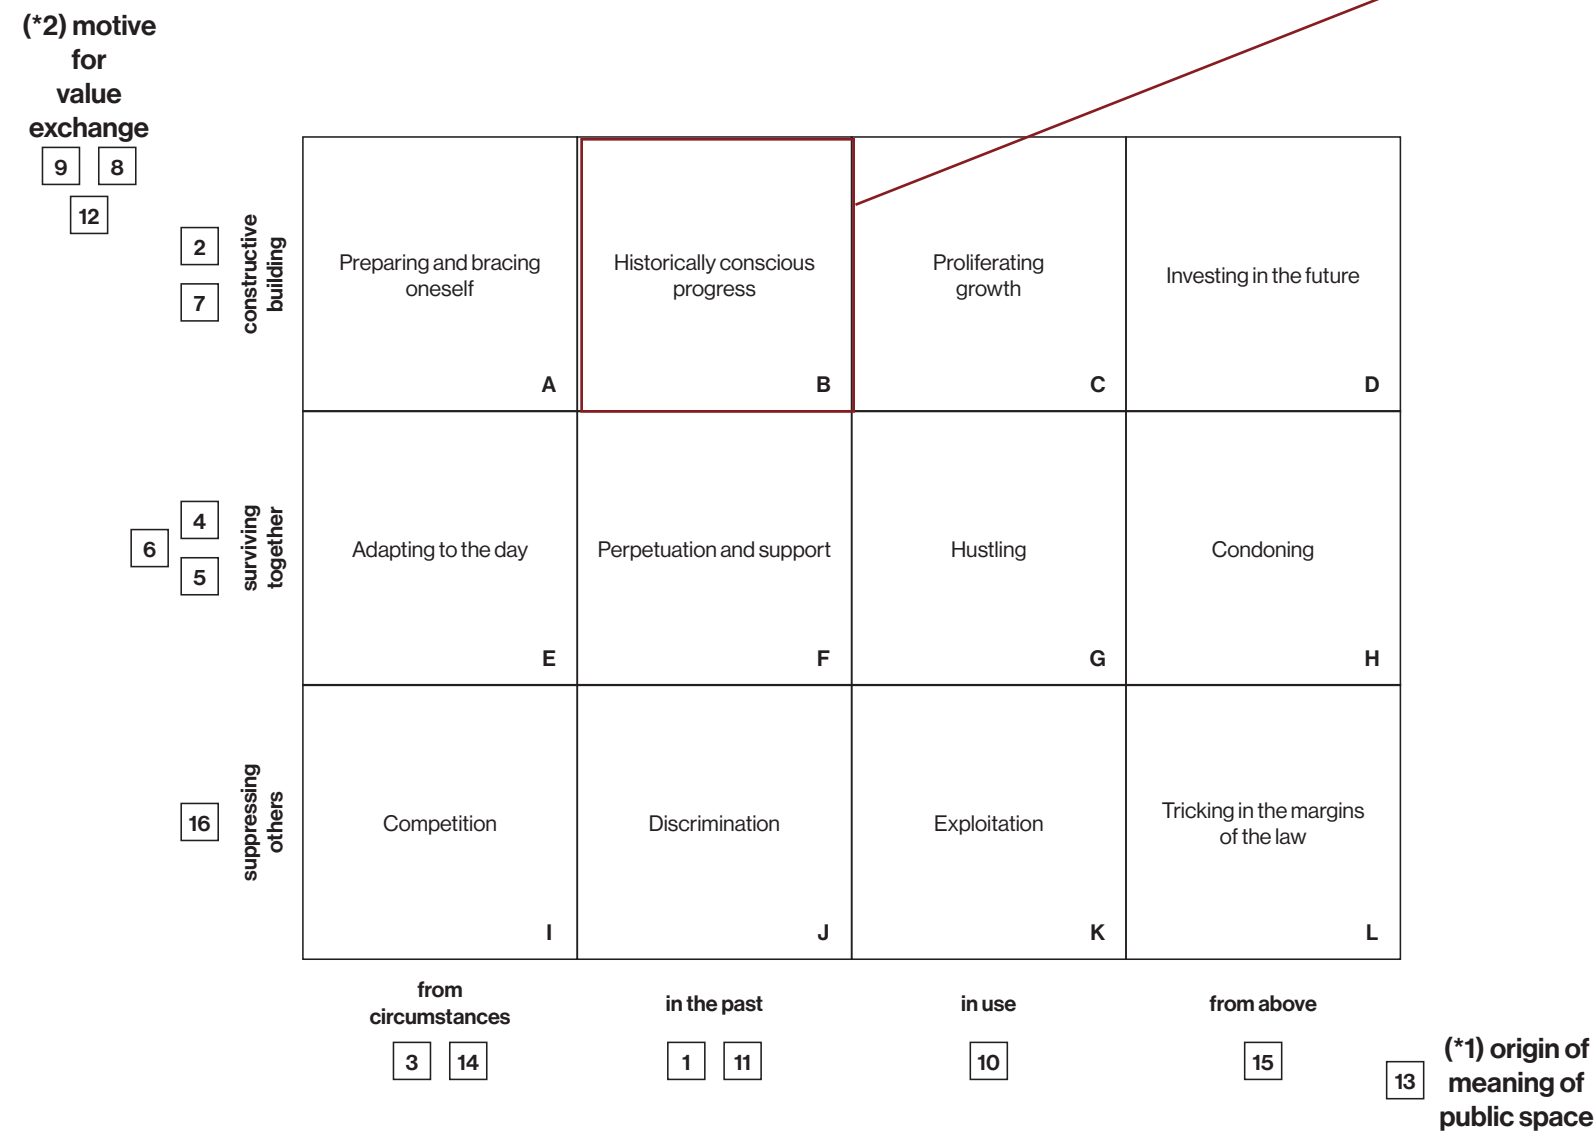 (*2) motive
for
value
exchange
9 8
12
2
7
constructive
building
Preparing and bracing
oneself
A
Historically conscious
progress
B
Proliferating
growth
C
Investing in the future
D
4
6
5
surviving
together
Adapting to the day
E
Perpetuation and support
F
Hustling
G
Condoning
H
16
suppressing
others
Competition
I
Discrimination
J
Exploitation
K
Tricking in the margins
of the law
L
from
circumstances
3 14
in the past
1 11
in use
10
from above
15
13
(*1) origin of
meaning of
public space